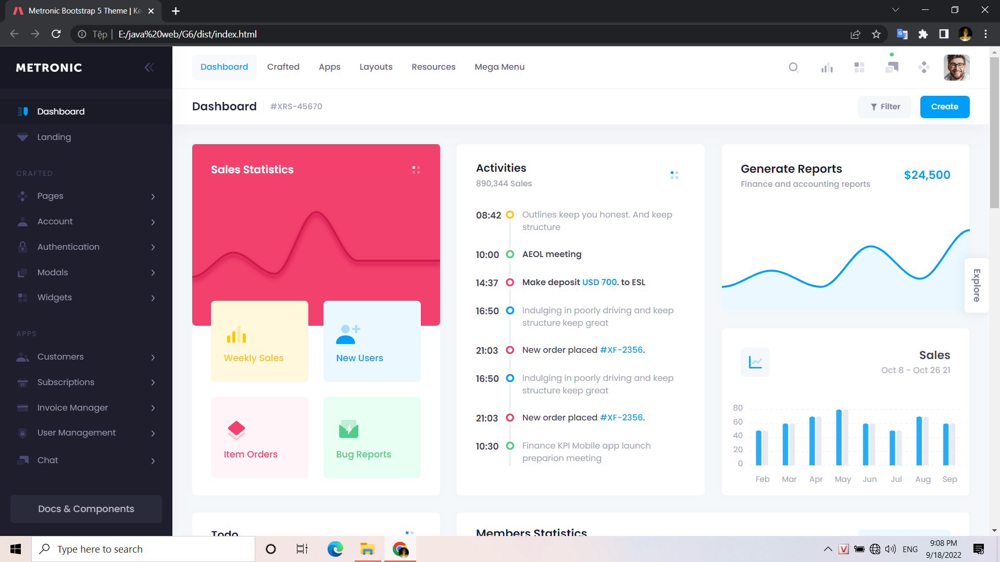 Metronic Bootstrap 5 Theme | Ke
Tệp | E:/java%20web/G6/dist/index.html
METRONIC
Dashboard
Landing
CRAFTED
Pages
Account
Authentication
Modals
Widgets
APPS
Customers
Subscriptions
Invoice Manager
User Management
Chat
Docs & Components
Dashboard Crafted Apps Layouts Resources Mega Menu
Dashboard #XRS-45670
Filter Create
Sales Statistics
Weekly Sales
New Users
Item Orders
Bug Reports
Activities
890,344 Sales
08:42 Outlines keep you honest. And keep
structure
10:00 AEOL meeting
14:37 Make deposit USD 700. to ESL
16:50 Indulging in poorly driving and keep
structure keep great
21:03 New order placed #XF-2356.
16:50 Indulging in poorly driving and keep
structure keep great
21:03 New order placed #XF-2356.
10:30 Finance KPI Mobile app launch
preparion meeting
Generate Reports
Finance and accounting reports
$24,500
Explore
Sales
Oct 8 - Oct 26 21
80
60
40
20
0
Feb Mar Apr May Jun Jul Aug Sep
Todo
Members Statistics
Type here to search
ENG
9:08 PM
9/18/2022